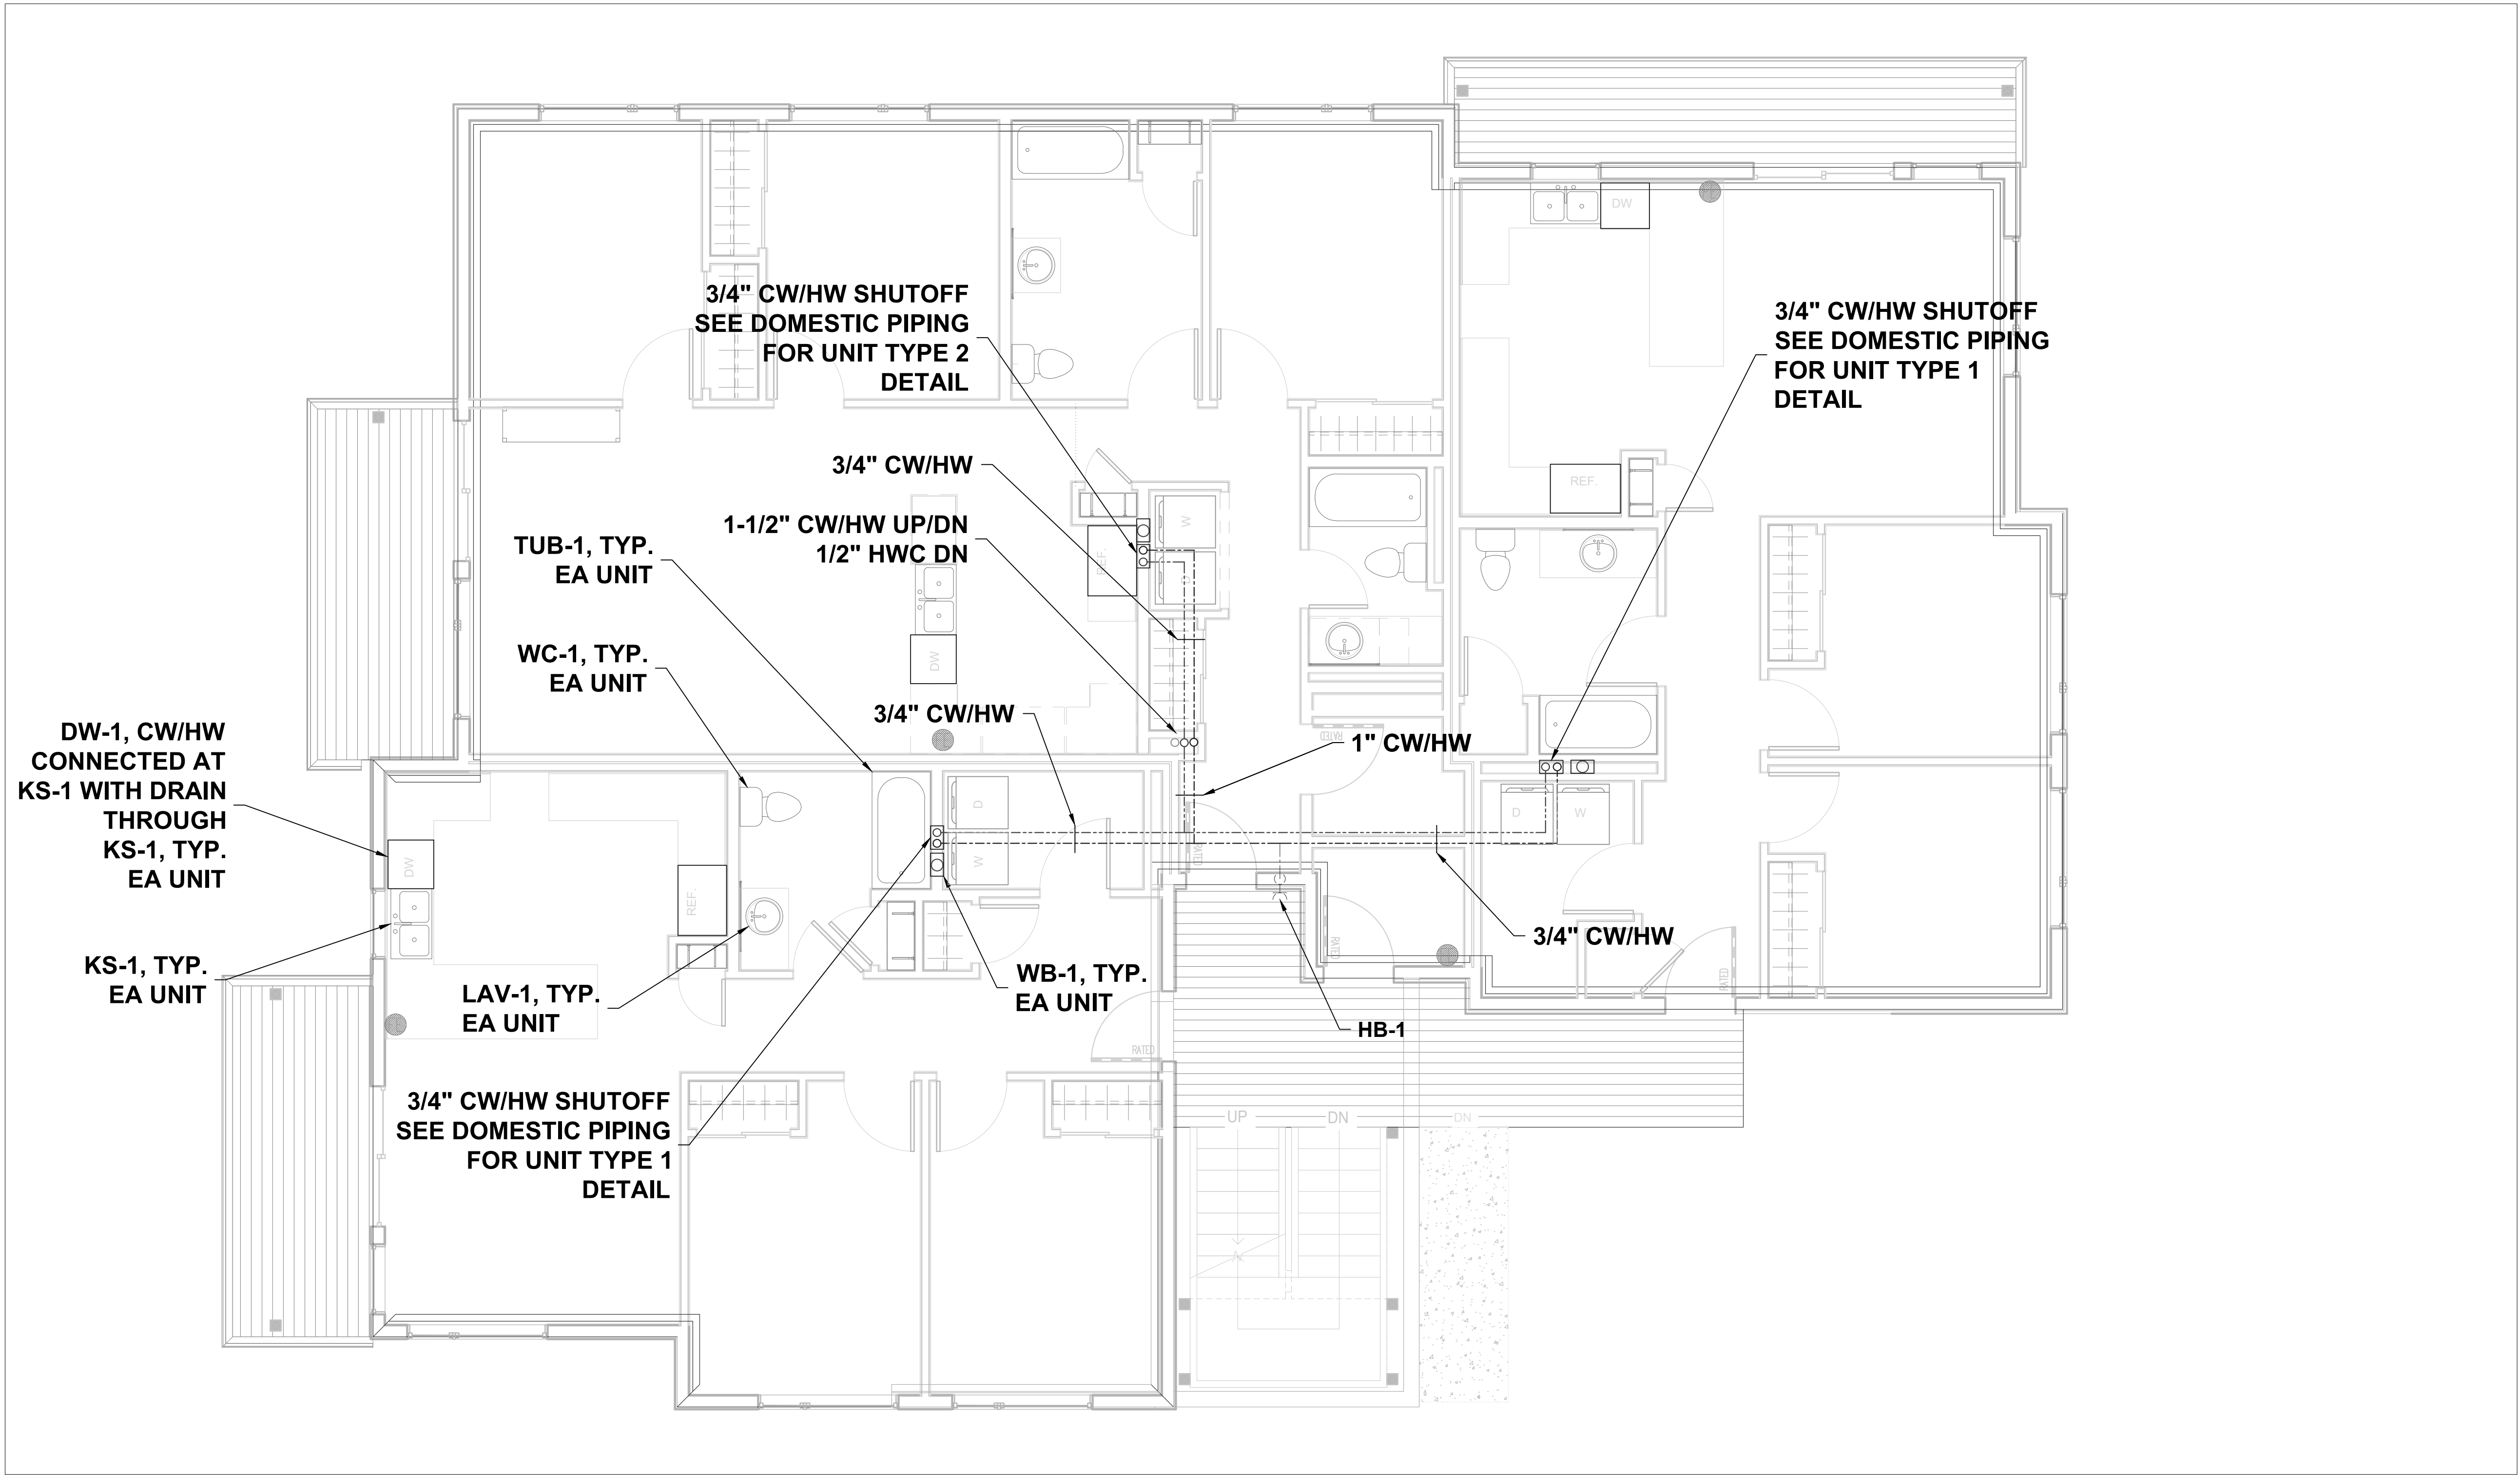 DW
3/4" CW/HW SHUTOFF
SEE DOMESTIC PIPING
FOR UNIT TYPE 2
DETAIL
3/4" CW/HW SHUTOFF
SEE DOMESTIC PIPING
FOR UNIT TYPE 1
DETAIL
3/4" CW/HW
REF.
W
1-1/2" CW/HW UP/DN
1/2" HWC DN
TUB-1, TYP.
EA UNIT
REF.
D
WC-1, TYP.
EA UNIT
DW
3/4" CW/HW
RATED
1" CW/HW
DW-1, CW/HW
CONNECTED AT
KS-1 WITH DRAIN
THROUGH
KS-1, TYP.
EA UNIT
D
D
W
DW
W
RATED
REF.
3/4" CW/HW
RATED
KS-1, TYP.
EA UNIT
LAV-1, TYP.
EA UNIT
WB-1, TYP.
EA UNIT
RATED
HB-1
RATED
3/4" CW/HW SHUTOFF
SEE DOMESTIC PIPING
FOR UNIT TYPE 1
DETAIL
UP
DN
DN